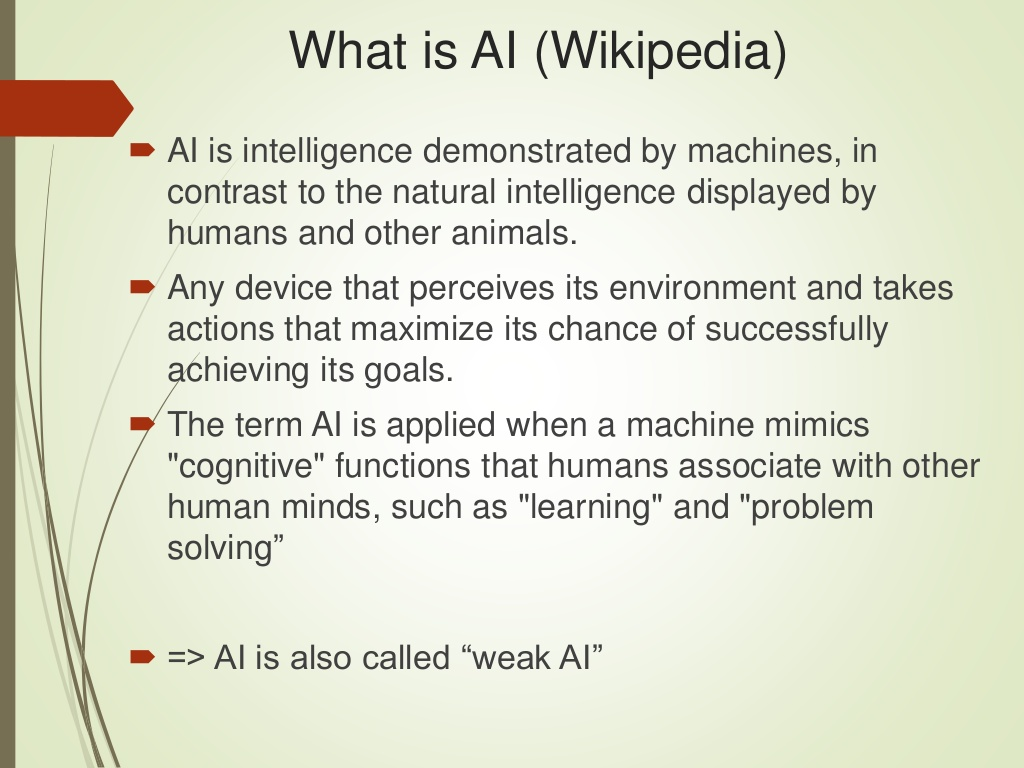 What is AI (Wikipedia)
AI is intelligence demonstrated by machines, in
contrast to the natural intelligence displayed by
humans and other animals.
Any device that perceives its environment and takes
actions that maximize its chance of successfully
achieving its goals.
The term AI is applied when a machine mimics
"cognitive" functions that humans associate with other
human minds, such as "learning" and "problem
solving”
=> AI is also called “weak AI”